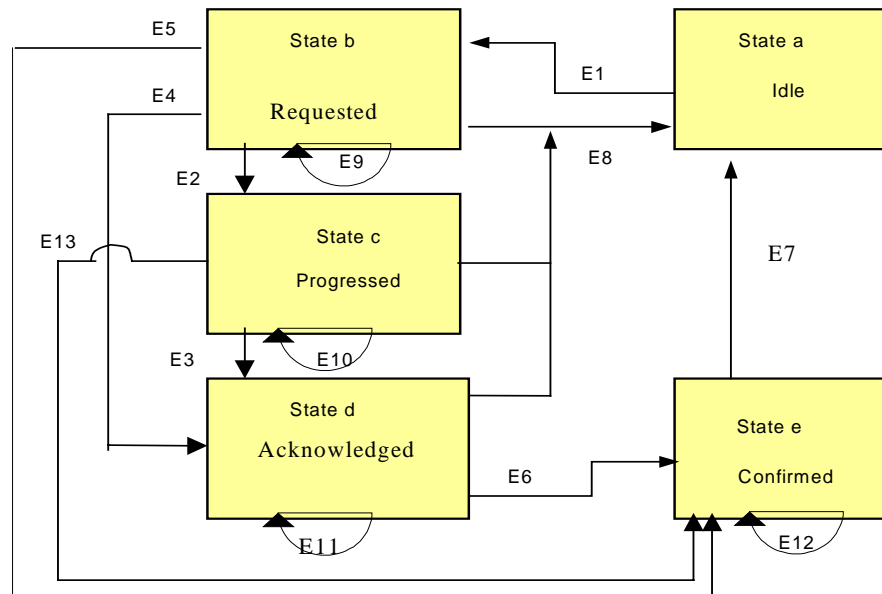 E5
State b
State a
E1
Idle
E4
Requested
E9
E8
E2
E13
State c
E7
Progressed
E3
E10
State d
State e
Acknowledged
E6
Confirmed
E11
E12